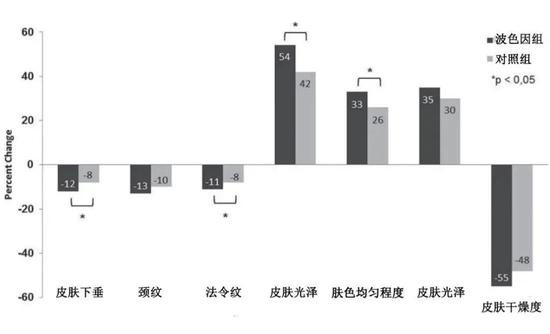 Percent Change
60
40
20
0
-20
-40
-60
波色因组
对照组
*p < 0,05
-12
-8
*
-13
-10
-11
-8
*
*
54
42
*
33
26
35
30
-55
-48
皮肤下垂
颈纹
法令纹
皮肤光泽
肤色均匀程度
皮肤光泽
皮肤干燥度